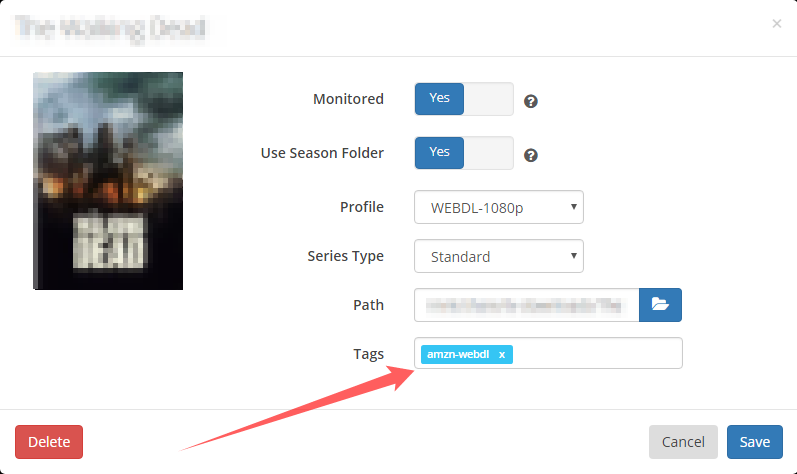 The Walking Dead
×
Monitored
Yes
Use Season Folder
Yes
Profile
WEBDL-1080p
Series Type
Standard
Path
Tags
amzn-webdl x
Delete
Cancel
Save